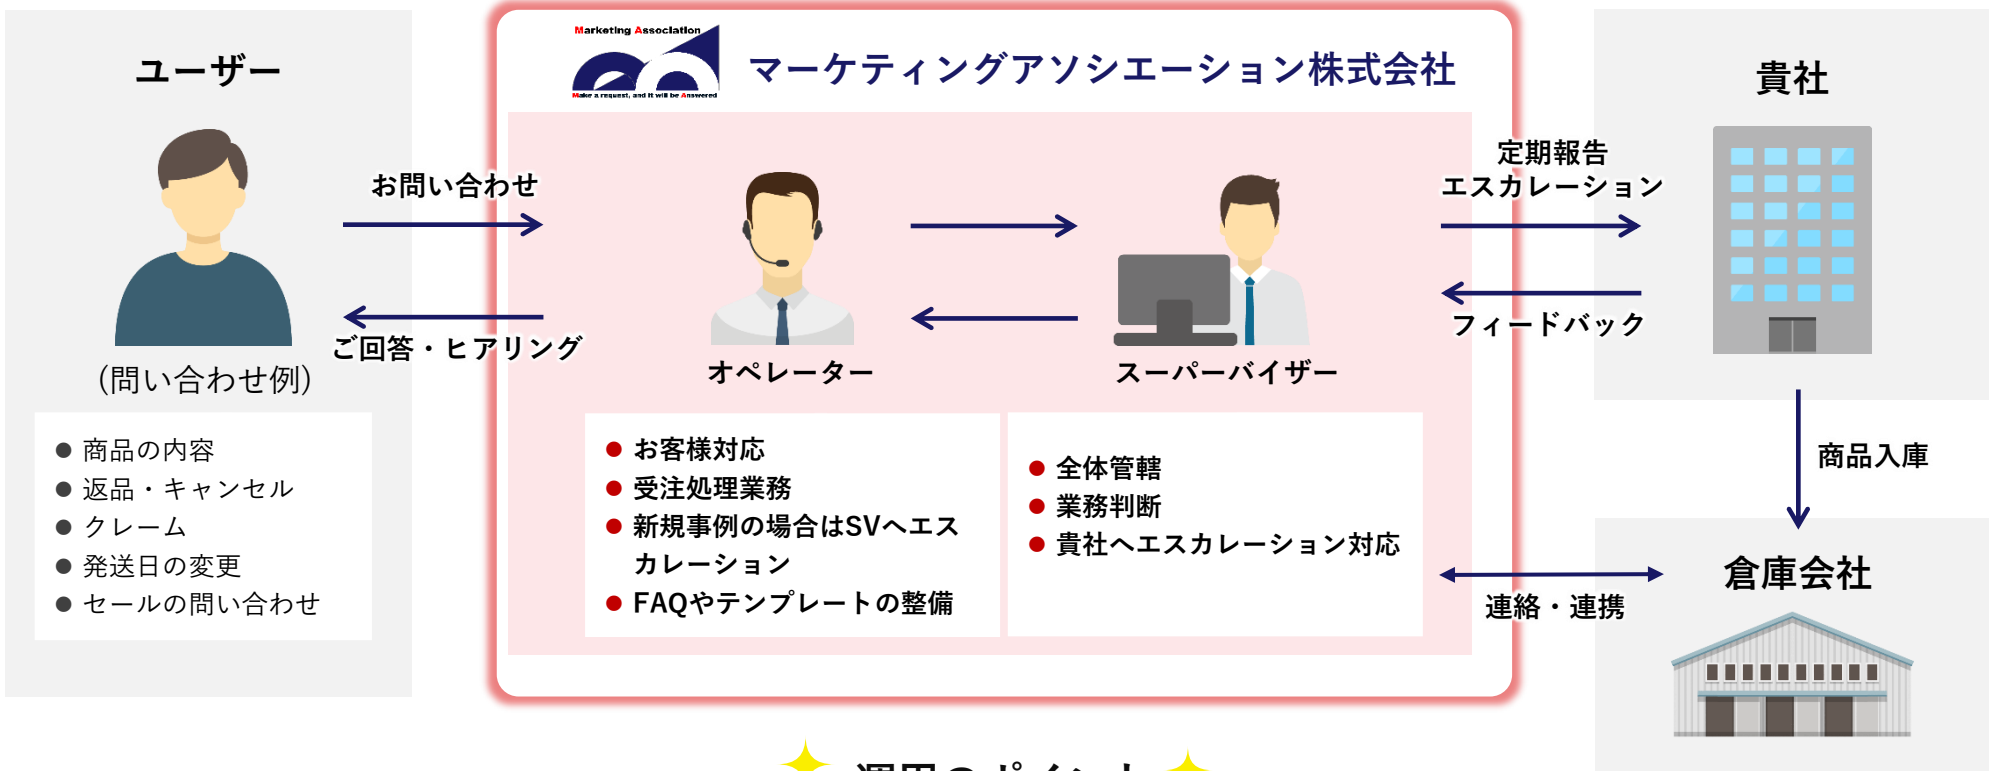 ユーザー
お問い合わせ
ご回答・ヒアリング
(問い合わせ例)
● 商品の内容
● 返品・キャンセル
● クレーム
● 発送日の変更
● セールの問い合わせ
Marketing Association
Make a request, and it will be Answered
マーケティングアソシエーション株式会社
オペレーター
スーパーバイザー
● お客様対応
● 受注処理業務
● 新規事例の場合はSVへエス
カレーション
● FAQやテンプレートの整備
● 全体管轄
● 業務判断
● 貴社へエスカレーション対応
定期報告
エスカレーション
フィードバック
貴社
商品入庫
連絡・連携
倉庫会社
運用のポイント